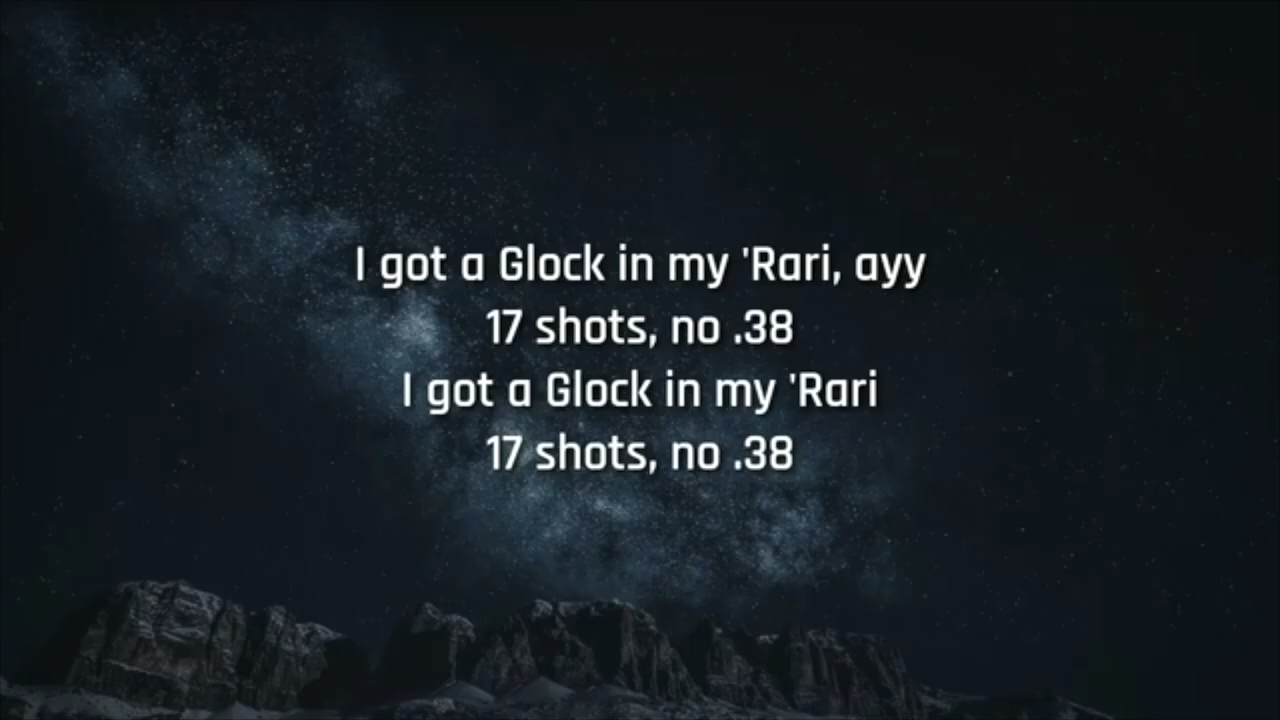 I got a Glock in my 'Rari, ayy
17 shots, no .38
I got a Glock in my 'Rari
17 shots, no .38